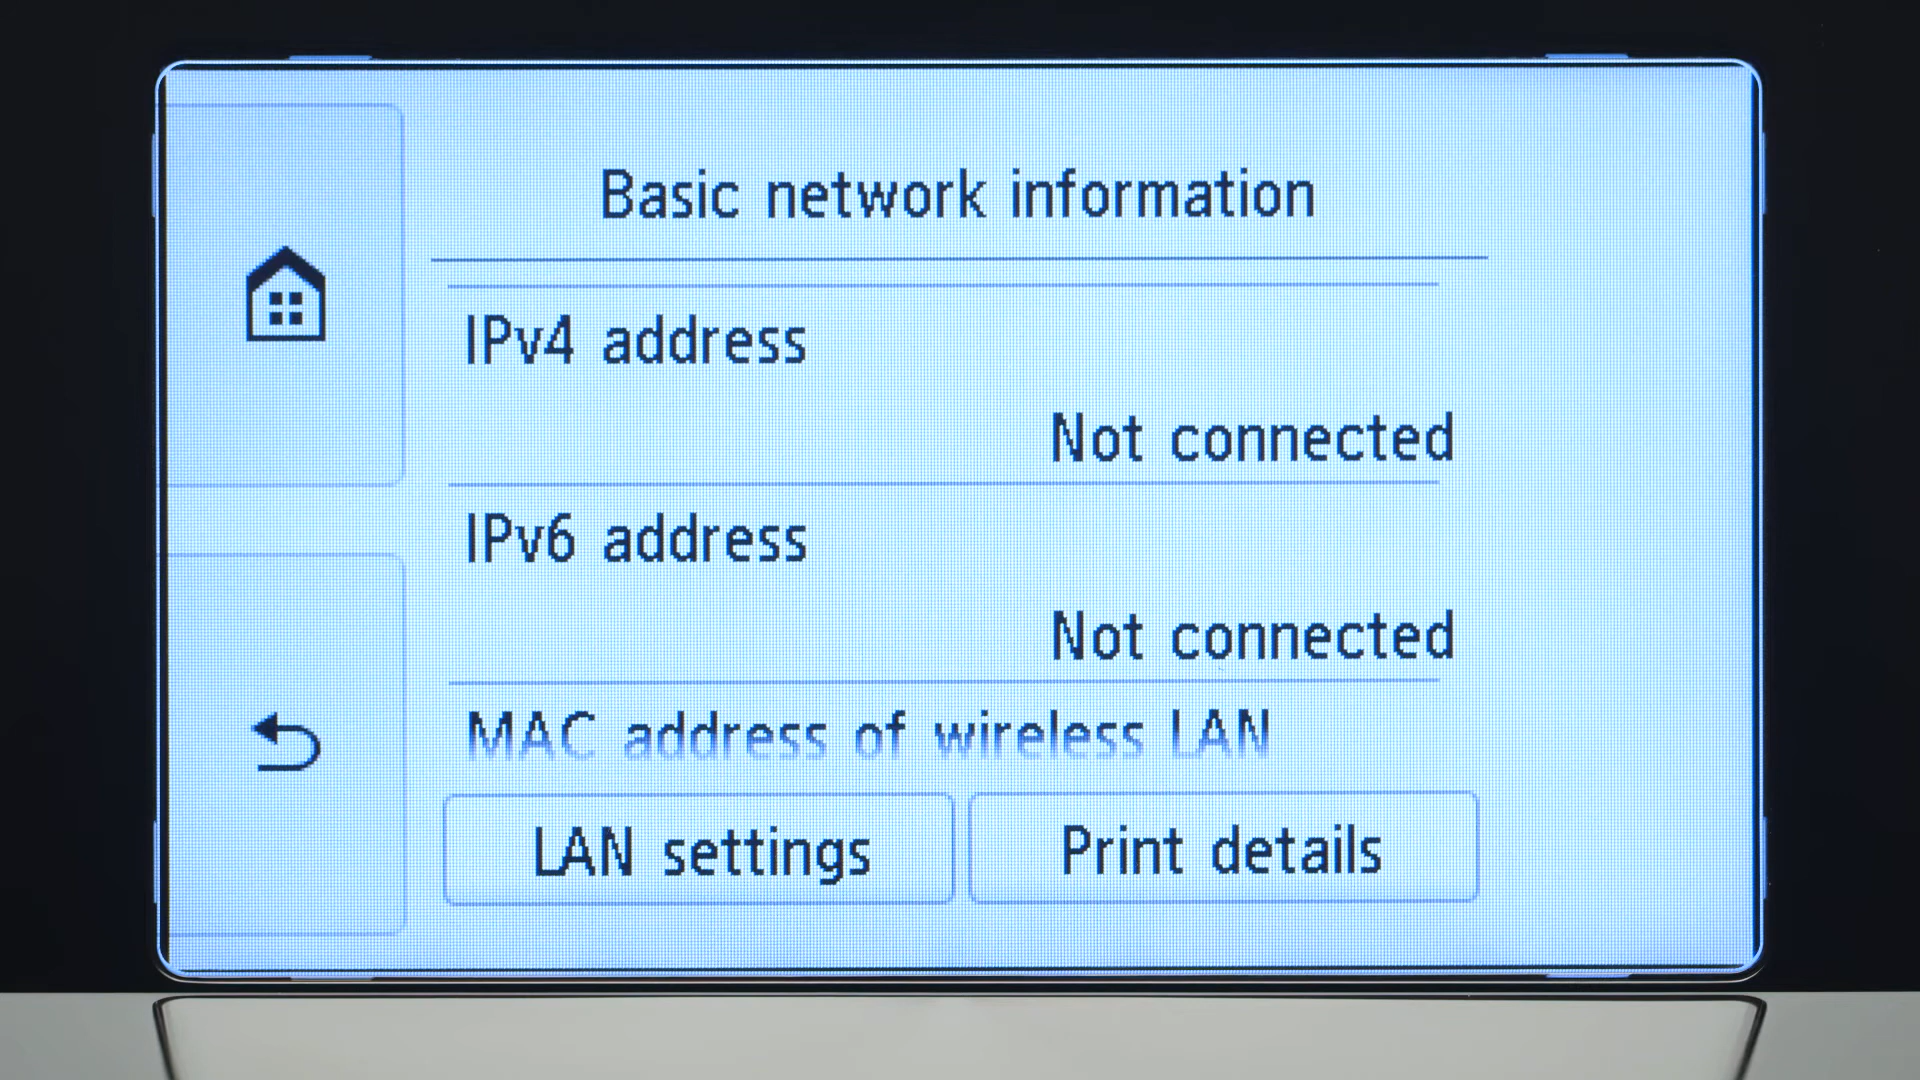 Basic network information
IPv4 address
Not connected
IPv6 address
Not connected
MAC address of wireless LAN
LAN settings
Print details